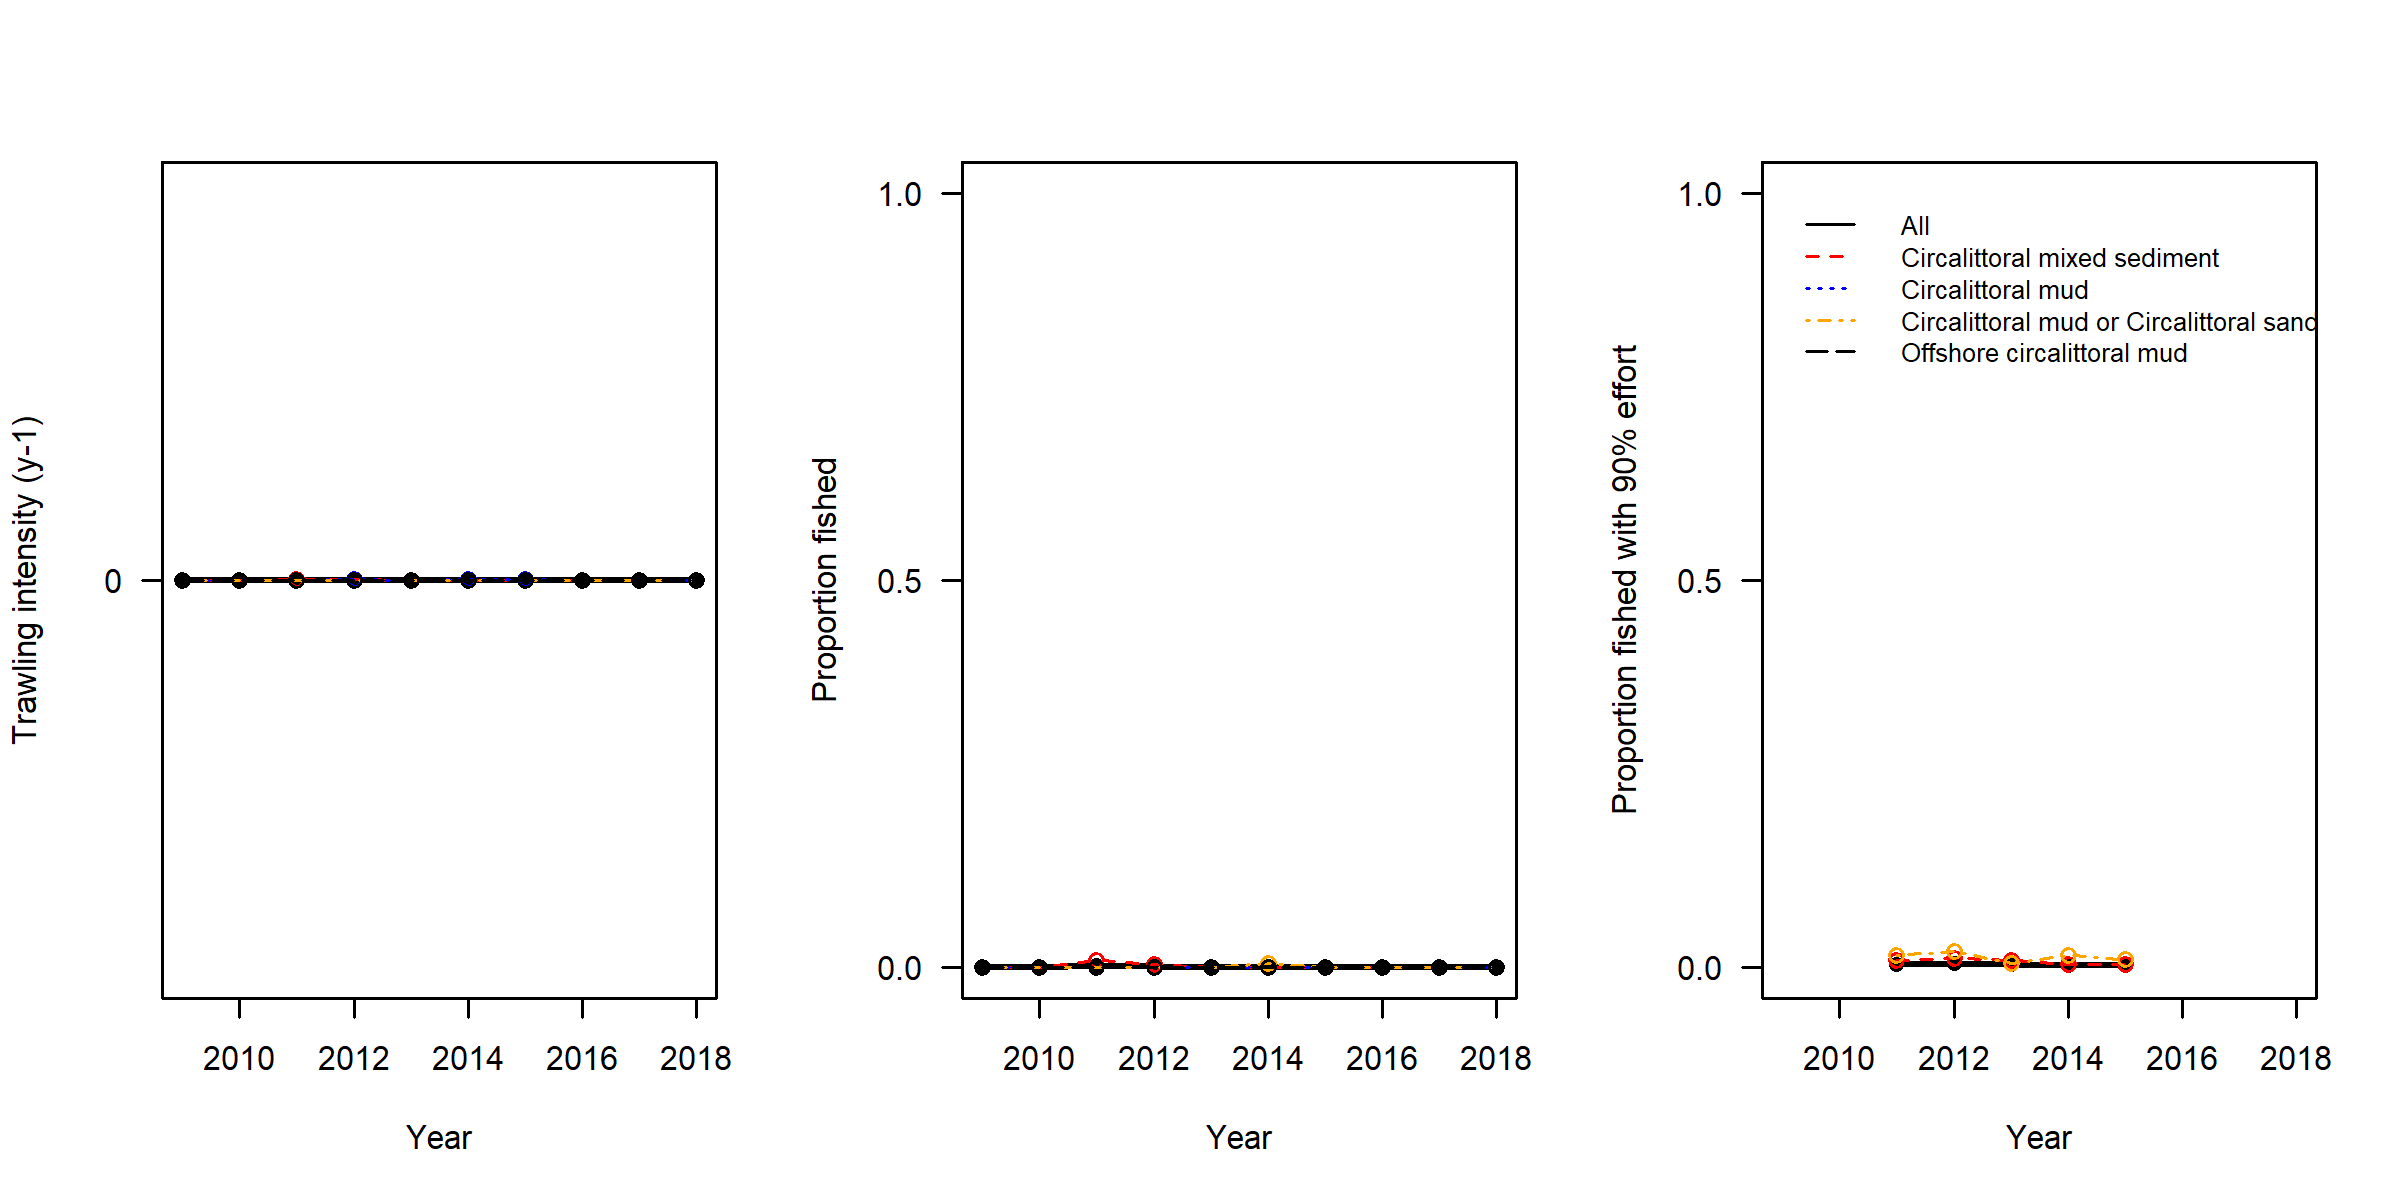 Trawling intensity (y-1)
0
2010 2012 2014 2016 2018
Year
Proportion fished
1.0
0.5
0.0
2010 2012 2014 2016 2018
Year
Proportion fished with 90% effort
1.0
0.5
0.0
All
Circalittoral mixed sediment
Circalittoral mud
Circalittoral mud or Circalittoral sand
Offshore circalittoral mud
2010 2012 2014 2016 2018
Year